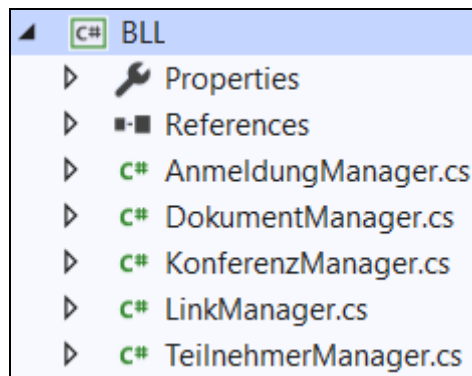 C# BLL
Properties
References
C# AnmeldungManager.cs
C# DokumentManager.cs
C# KonferenzManager.cs
C# LinkManager.cs
C# TeilnehmerManager.cs